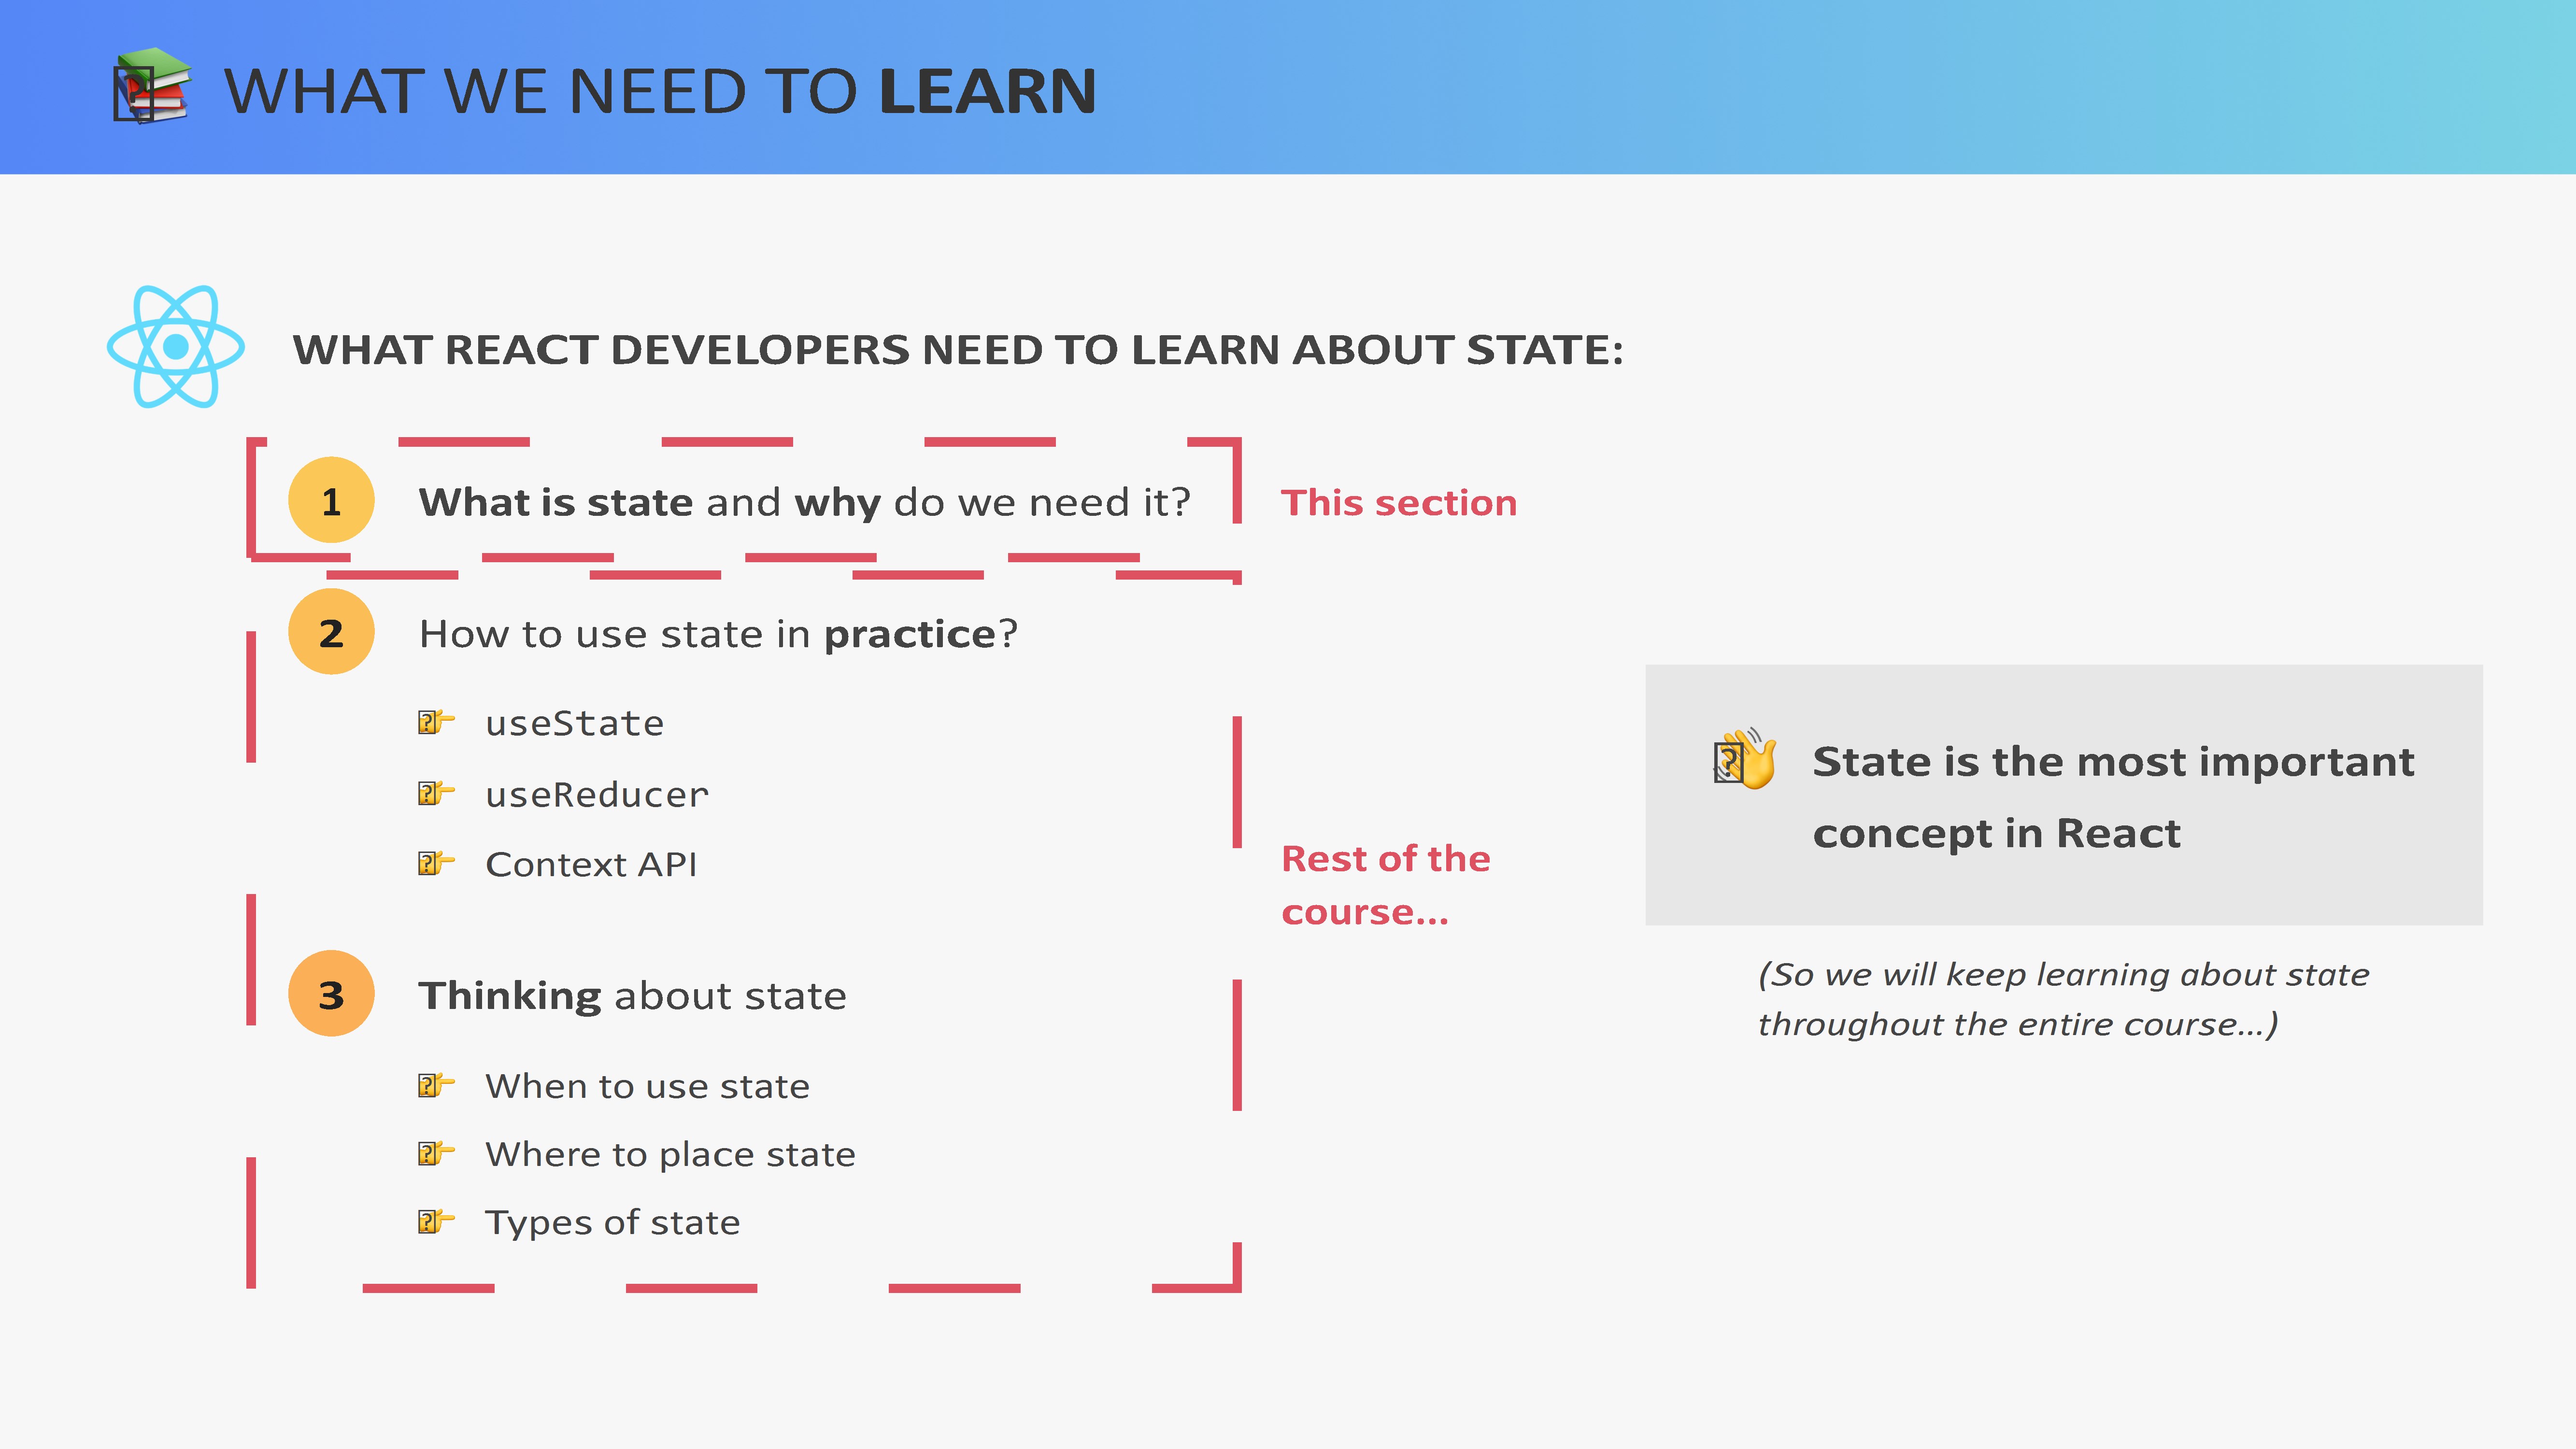 WHAT WE NEED TO LEARN
WHAT REACT DEVELOPERS NEED TO LEARN ABOUT STATE:
1 What is state and why do we need it?
This section
2 How to use state in practice?
useState
useReducer
Context API
Rest of the
course…
3 Thinking about state
When to use state
Where to place state
Types of state
State is the most important
concept in React
(So we will keep learning about state
throughout the entire course…)